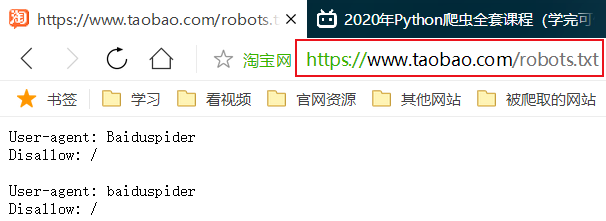 淘 https://www.taobao.com/robots.t
2020年Python爬虫全套课程（学完可
淘宝网 https://www.taobao.com/robots.txt
书签 学习 看视频 官网资源 其他网站 被爬取的网站
User-agent: Baiduspider
Disallow: /
User-agent: baiduspider
Disallow: /